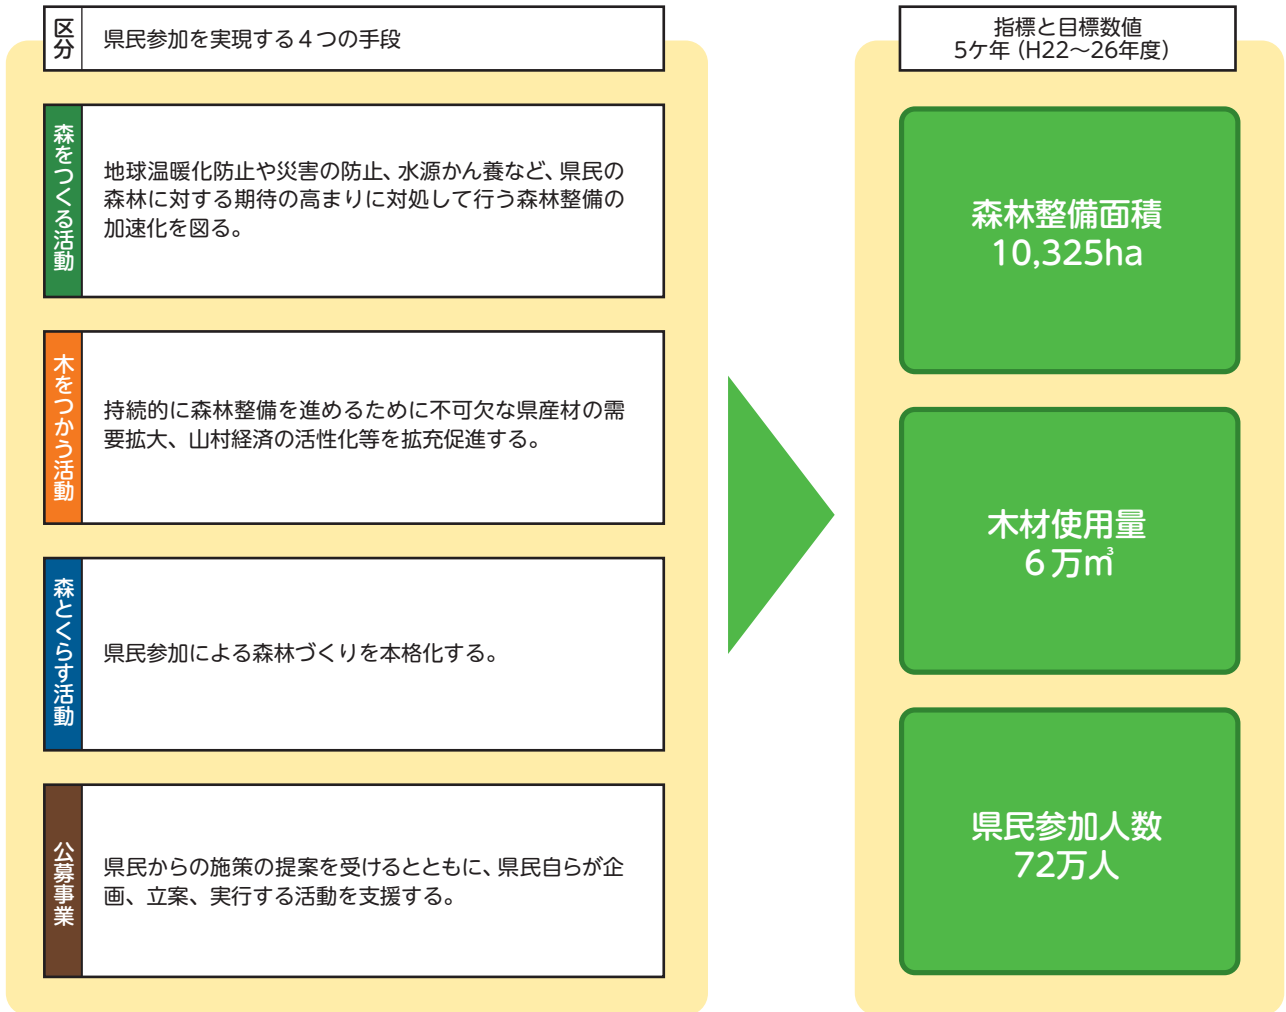 区分
県民参加を実現する４つの手段
森をつくる活動
地球温暖化防止や災害の防止、水源かん養など、県民の
森林に対する期待の高まりに対処して行う森林整備の
加速化を図る。
木をつかう活動
持続的に森林整備を進めるために不可欠な県産材の需
要拡大、山村経済の活性化等を拡充促進する。
森とくらす活動
県民参加による森林づくりを本格化する。
公募事業
県民からの施策の提案を受けるとともに、県民自らが企
画、立案、実行する活動を支援する。
指標と目標数値
5ケ年（H22〜26年度）
森林整備面積
10,325ha
木材使用量
６万㎥
県民参加人数
72万人